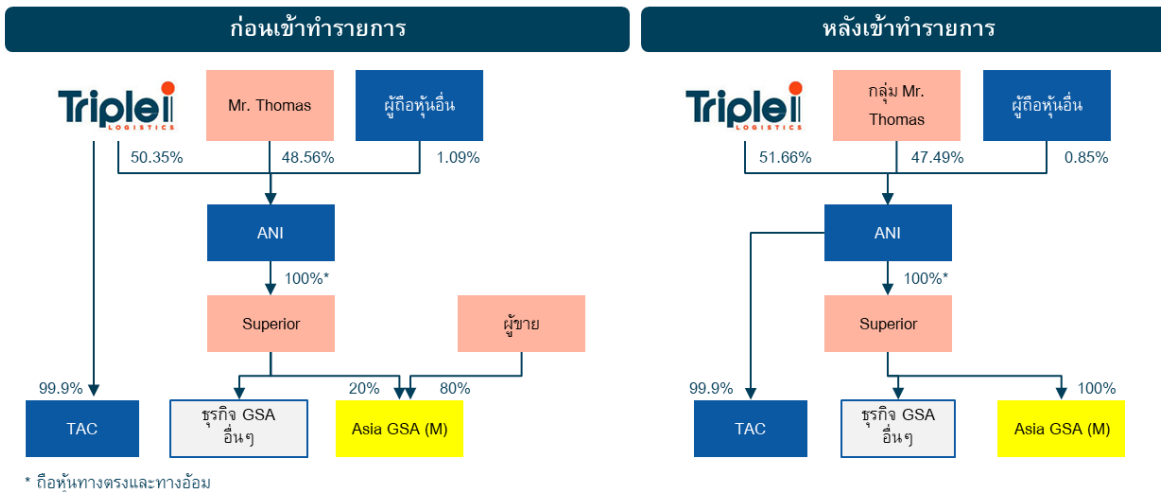 ก่อนเข้าทำรายการ
Triplei
LOGISTICS
Mr. Thomas
ผู้ถือหุ้นอื่น
50.35%
48.56%
1.09%
ANI
100%*
Superior
ผู้ขาย
99.9%
20%
80%
TAC
ธุรกิจ GSA
อื่นๆ
Asia GSA (M)
* ถือหุ้นทางตรงและทางอ้อม
หลังเข้าทำรายการ
Triplei
LOGISTICS
กลุ่ม Mr.
Thomas
ผู้ถือหุ้นอื่น
51.66%
47.49%
0.85%
ANI
100%*
Superior
99.9%
100%
TAC
ธุรกิจ GSA
อื่นๆ
Asia GSA (M)